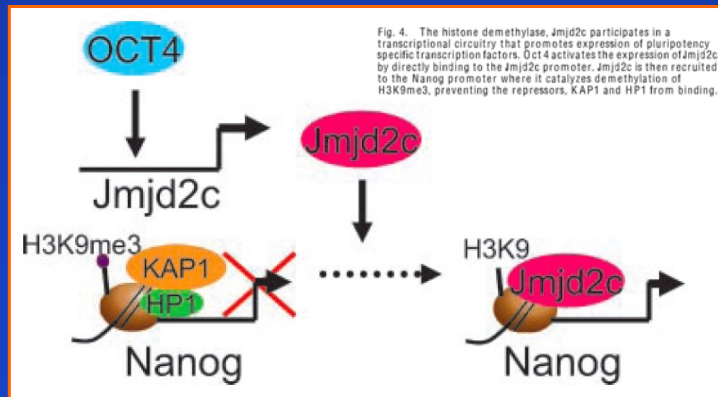 OCT4
Fig. 4. The histone demethylase, Jmjd2c participates in a
transcriptional circuitry that promotes expression of pluripotency
specific transcription factors. Oct4 activates the expression of Jmjd2c
by directly binding to the Jmjd2c promoter. Jmjd2c is then recruited
to the Nanog promoter where it catalyzes demethylation of
H3K9me3, preventing the repressors, KAP1 and HP1 from binding.
Jmjd2c
Jmjd2c
H3K9me3
KAP1
HP1
Nanog
H3K9
Jmjd2c
Nanog